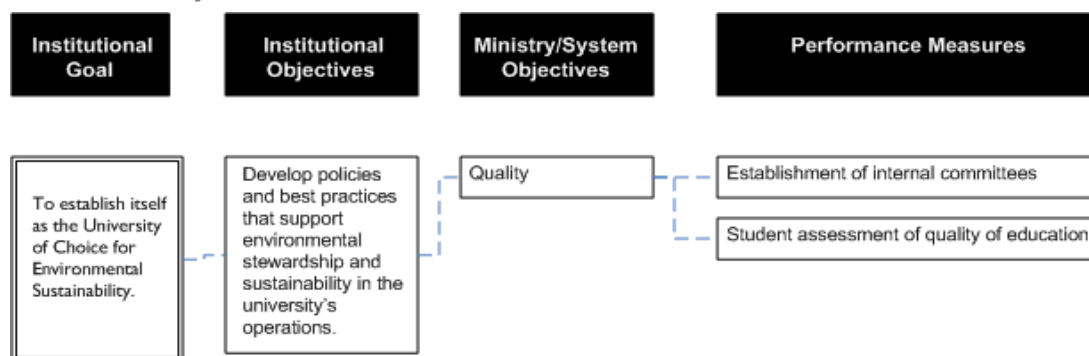 Institutional
Goal
Institutional
Objectives
Ministry/System
Objectives
Performance Measures
To establish itself
as the University
of Choice for
Environmental
Sustainability.
Develop policies
and best practices
that support
environmental
stewardship and
sustainability in the
university's
operations.
Quality
Establishment of internal committees
Student assessment of quality of education